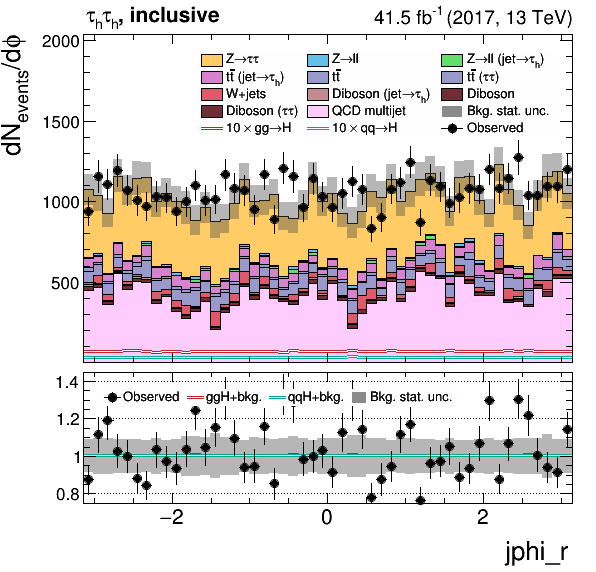 τₕτₕ, inclusive 41.5 fb⁻¹ (2017, 13 TeV)
dN_events/dϕ
2000
1500
1000
500
Z→ττ Z→ll Z→ll (jet→τₕ)
tt̄ (jet→τₕ) tt̄ tt̄ (ττ)
W+jets Diboson (jet→τₕ) Diboson
Diboson (ττ) QCD multijet Bkg. stat. unc.
10 × gg→H 10 × qq→H Observed
1.4
1.2
1.0
0.8
Observed ggH+bkg. qqH+bkg. Bkg. stat. unc.
−2 0 2
jphi_r